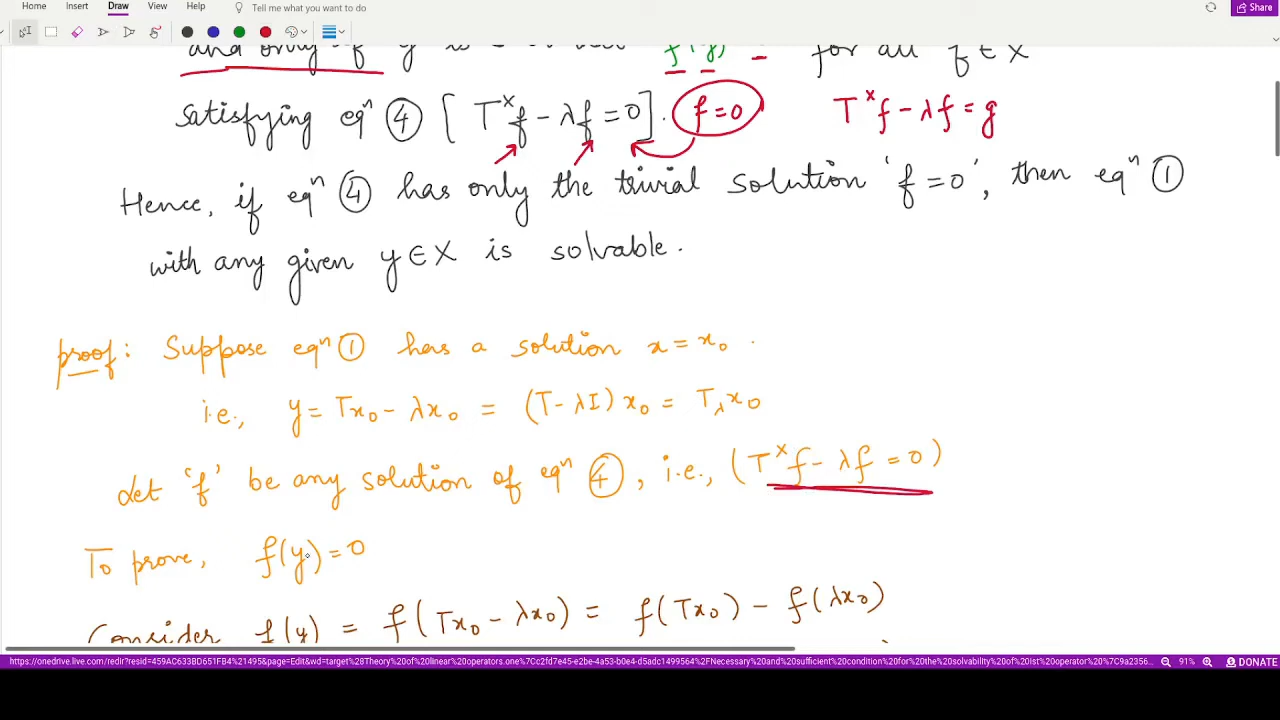 Home Insert Draw View Help Tell me what you want to do Share
and only if y is f(y) = for all f ∈ X
satisfying eqⁿ ④ [ T^× f - λf = 0 ]. f = 0 T^× f - λf = g
Hence, if eqⁿ ④ has only the trivial solution 'f = 0', then eqⁿ ①
with any given y ∈ X is solvable.
proof: Suppose eqⁿ ① has a solution x = x₀.
i.e., y = Tx₀ - λx₀ = (T - λI) x₀ = T_λ x₀
Let 'f' be any solution of eqⁿ ④, i.e., (T^× f - λf = 0)
To prove, f(y) = 0
Consider f(y) = f(Tx₀ - λx₀) = f(Tx₀) - f(λx₀)
91% DONATE